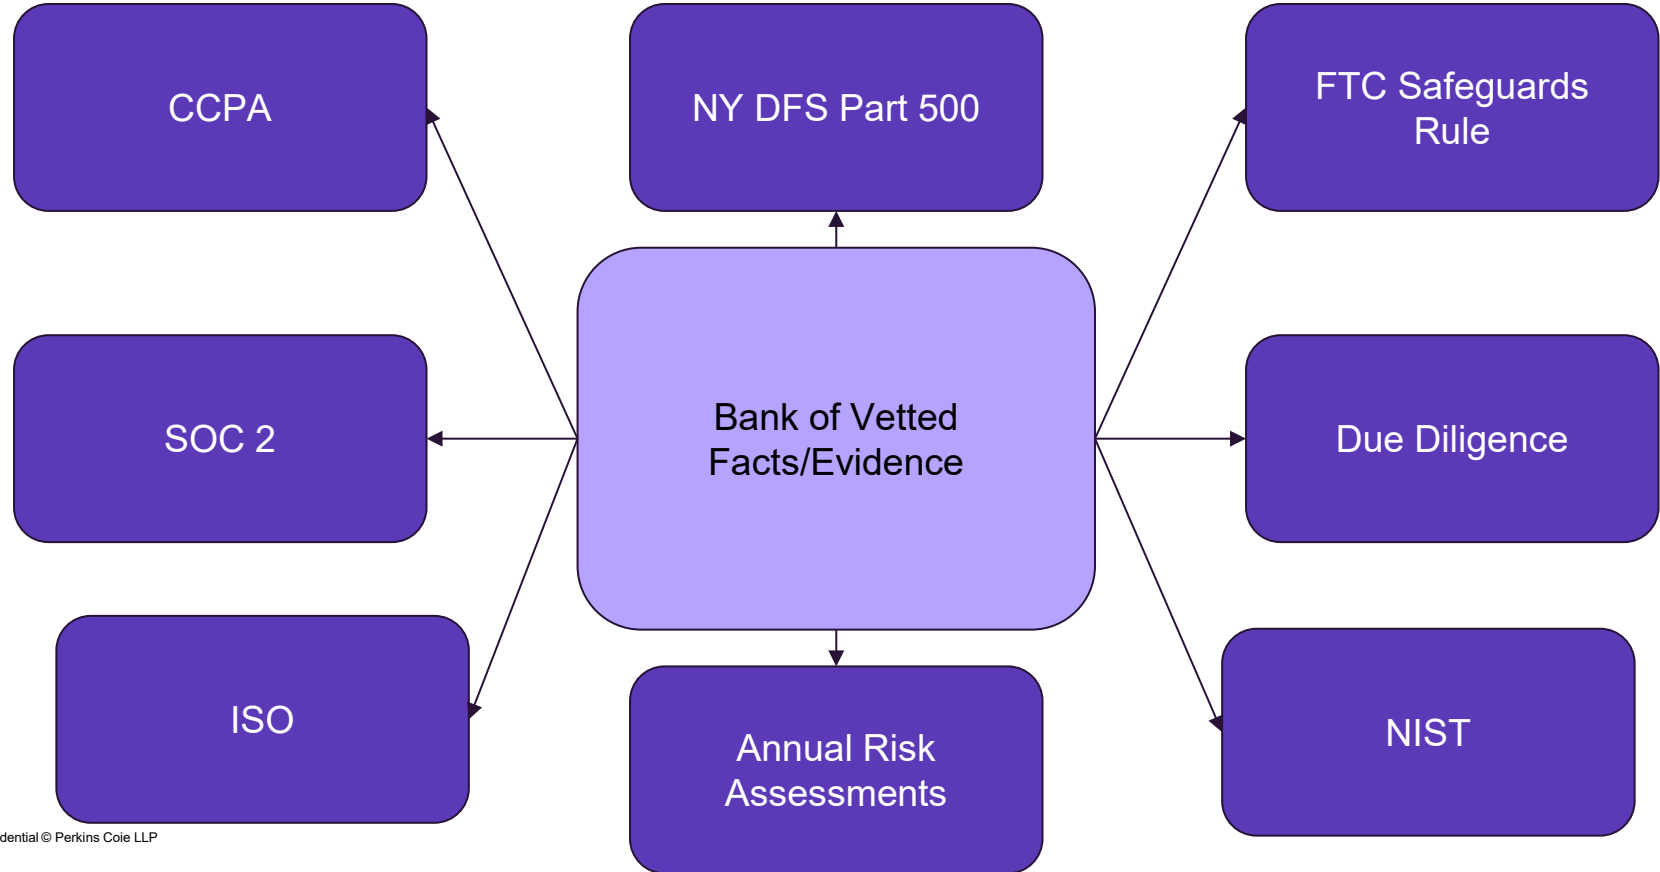 CCPA
NY DFS Part 500
FTC Safeguards
Rule
SOC 2
Bank of Vetted
Facts/Evidence
Due Diligence
ISO
Annual Risk
Assessments
NIST
dential © Perkins Coie LLP